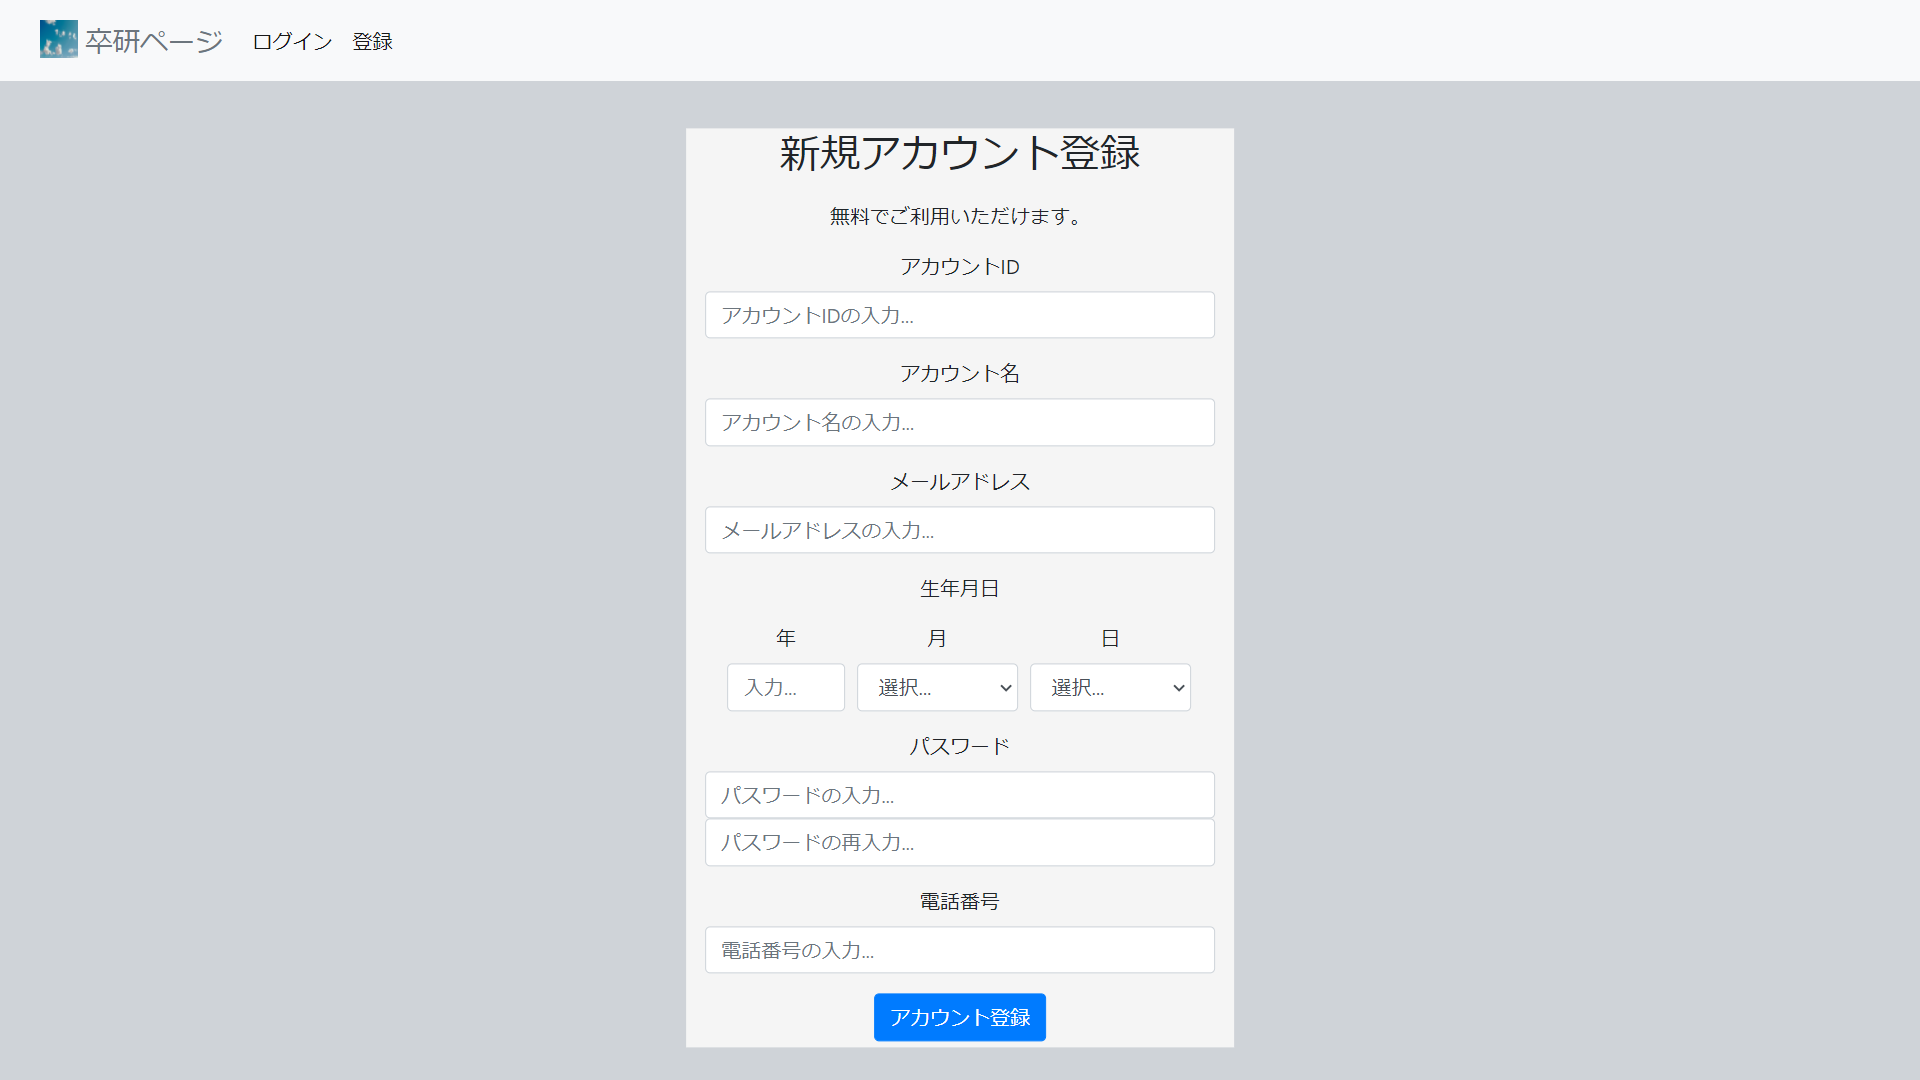 卒研ページ ログイン 登録
新規アカウント登録
無料でご利用いただけます。
アカウントID
アカウントIDの入力...
アカウント名
アカウント名の入力...
メールアドレス
メールアドレスの入力...
生年月日
年 月 日
入力... 選択... 選択...
パスワード
パスワードの入力...
パスワードの再入力...
電話番号
電話番号の入力...
アカウント登録